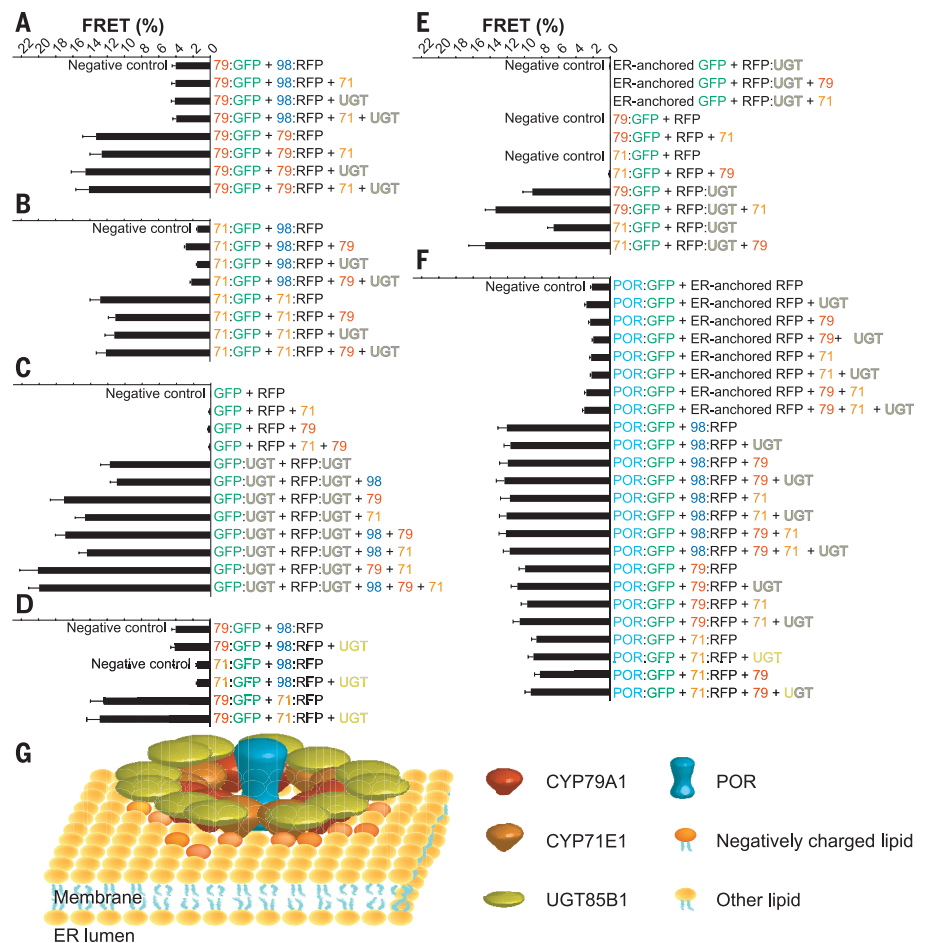 A
FRET (%)
22 20 18 16 14 12 10 8 6 4 2 0
Negative control 79:GFP + 98:RFP
79:GFP + 98:RFP + 71
79:GFP + 98:RFP + UGT
79:GFP + 98:RFP + 71 + UGT
79:GFP + 79:RFP
79:GFP + 79:RFP + 71
79:GFP + 79:RFP + UGT
79:GFP + 79:RFP + 71 + UGT
B
Negative control 71:GFP + 98:RFP
71:GFP + 98:RFP + 79
71:GFP + 98:RFP + UGT
71:GFP + 98:RFP + 79 + UGT
71:GFP + 71:RFP
71:GFP + 71:RFP + 79
71:GFP + 71:RFP + UGT
71:GFP + 71:RFP + 79 + UGT
C
Negative control GFP + RFP
GFP + RFP + 71
GFP + RFP + 79
GFP + RFP + 71 + 79
GFP:UGT + RFP:UGT
GFP:UGT + RFP:UGT + 98
GFP:UGT + RFP:UGT + 79
GFP:UGT + RFP:UGT + 71
GFP:UGT + RFP:UGT + 98 + 79
GFP:UGT + RFP:UGT + 98 + 71
GFP:UGT + RFP:UGT + 79 + 71
GFP:UGT + RFP:UGT + 98 + 79 + 71
D
Negative control 79:GFP + 98:RFP
79:GFP + 98:RFP + UGT
Negative control 71:GFP + 98:RFP
71:GFP + 98:RFP + UGT
79:GFP + 71:RFP
79:GFP + 71:RFP + UGT
E
FRET (%)
22 20 18 16 14 12 10 8 6 4 2 0
Negative control ER-anchored GFP + RFP:UGT
ER-anchored GFP + RFP:UGT + 79
ER-anchored GFP + RFP:UGT + 71
Negative control 79:GFP + RFP
79:GFP + RFP + 71
Negative control 71:GFP + RFP
71:GFP + RFP + 79
79:GFP + RFP:UGT
79:GFP + RFP:UGT + 71
71:GFP + RFP:UGT
71:GFP + RFP:UGT + 79
F
Negative control POR:GFP + ER-anchored RFP
POR:GFP + ER-anchored RFP + UGT
POR:GFP + ER-anchored RFP + 79
POR:GFP + ER-anchored RFP + 79+ UGT
POR:GFP + ER-anchored RFP + 71
POR:GFP + ER-anchored RFP + 71 + UGT
POR:GFP + ER-anchored RFP + 79 + 71
POR:GFP + ER-anchored RFP + 79 + 71 + UGT
POR:GFP + 98:RFP
POR:GFP + 98:RFP + UGT
POR:GFP + 98:RFP + 79
POR:GFP + 98:RFP + 79 + UGT
POR:GFP + 98:RFP + 71
POR:GFP + 98:RFP + 71 + UGT
POR:GFP + 98:RFP + 79 + 71
POR:GFP + 98:RFP + 79 + 71 + UGT
POR:GFP + 79:RFP
POR:GFP + 79:RFP + UGT
POR:GFP + 79:RFP + 71
POR:GFP + 79:RFP + 71 + UGT
POR:GFP + 71:RFP
POR:GFP + 71:RFP + UGT
POR:GFP + 71:RFP + 79
POR:GFP + 71:RFP + 79 + UGT
G
Membrane
ER lumen
CYP79A1
CYP71E1
UGT85B1
POR
Negatively charged lipid
Other lipid